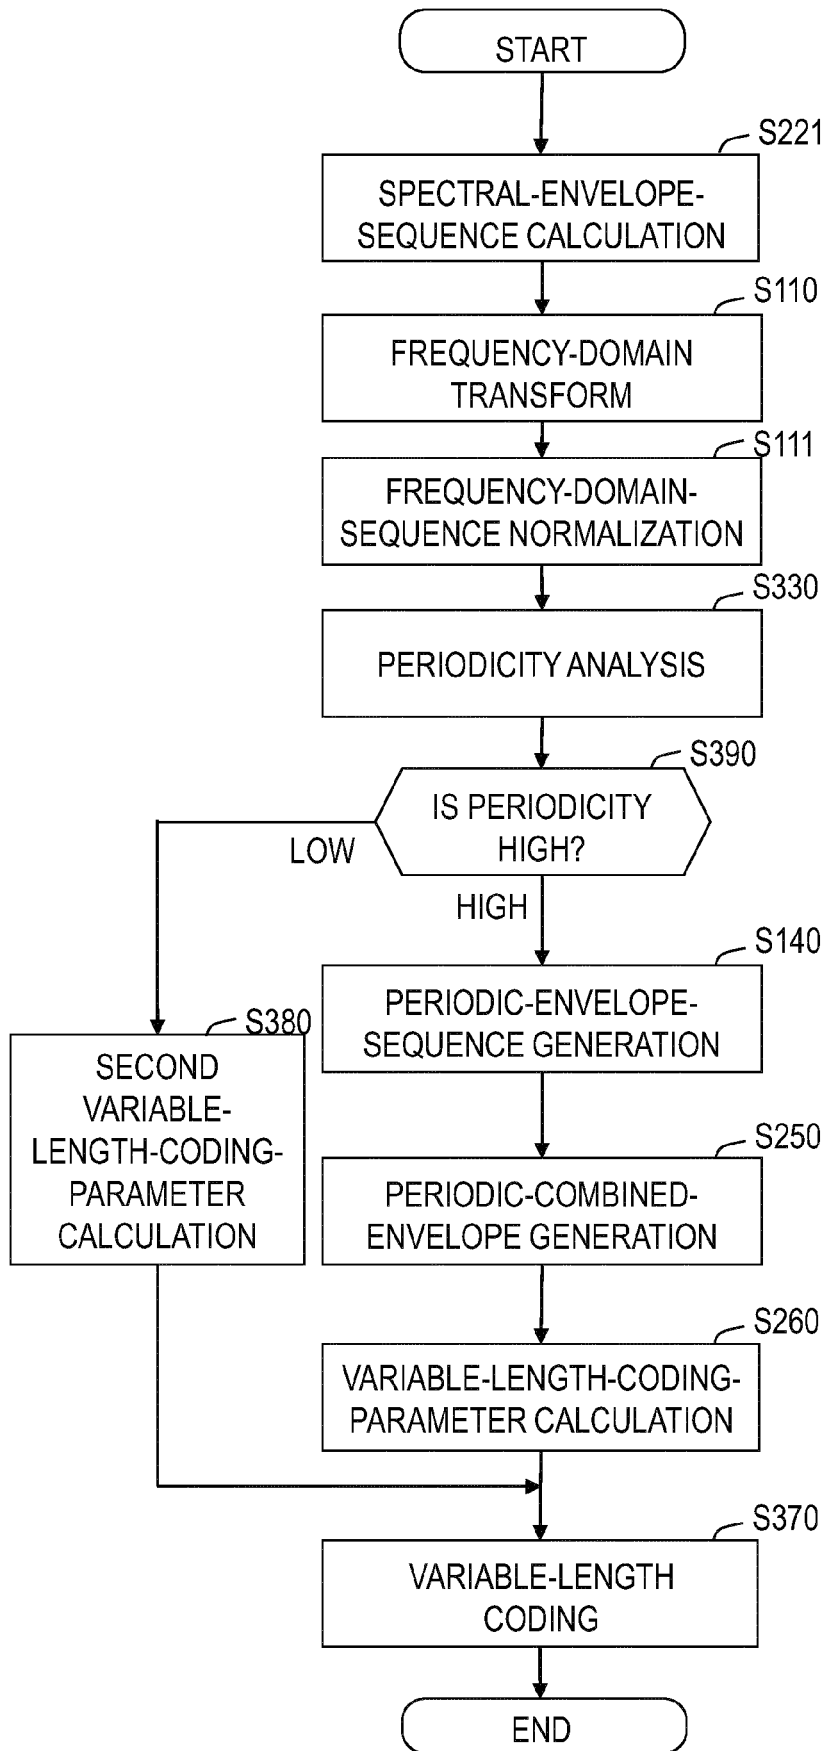 START
S221
SPECTRAL-ENVELOPE-
SEQUENCE CALCULATION
S110
FREQUENCY-DOMAIN
TRANSFORM
S111
FREQUENCY-DOMAIN-
SEQUENCE NORMALIZATION
S330
PERIODICITY ANALYSIS
S390
IS PERIODICITY
HIGH?
LOW
HIGH
S140
PERIODIC-ENVELOPE-
SEQUENCE GENERATION
S380
SECOND
VARIABLE-
LENGTH-CODING-
PARAMETER
CALCULATION
S250
PERIODIC-COMBINED-
ENVELOPE GENERATION
S260
VARIABLE-LENGTH-CODING-
PARAMETER CALCULATION
S370
VARIABLE-LENGTH
CODING
END